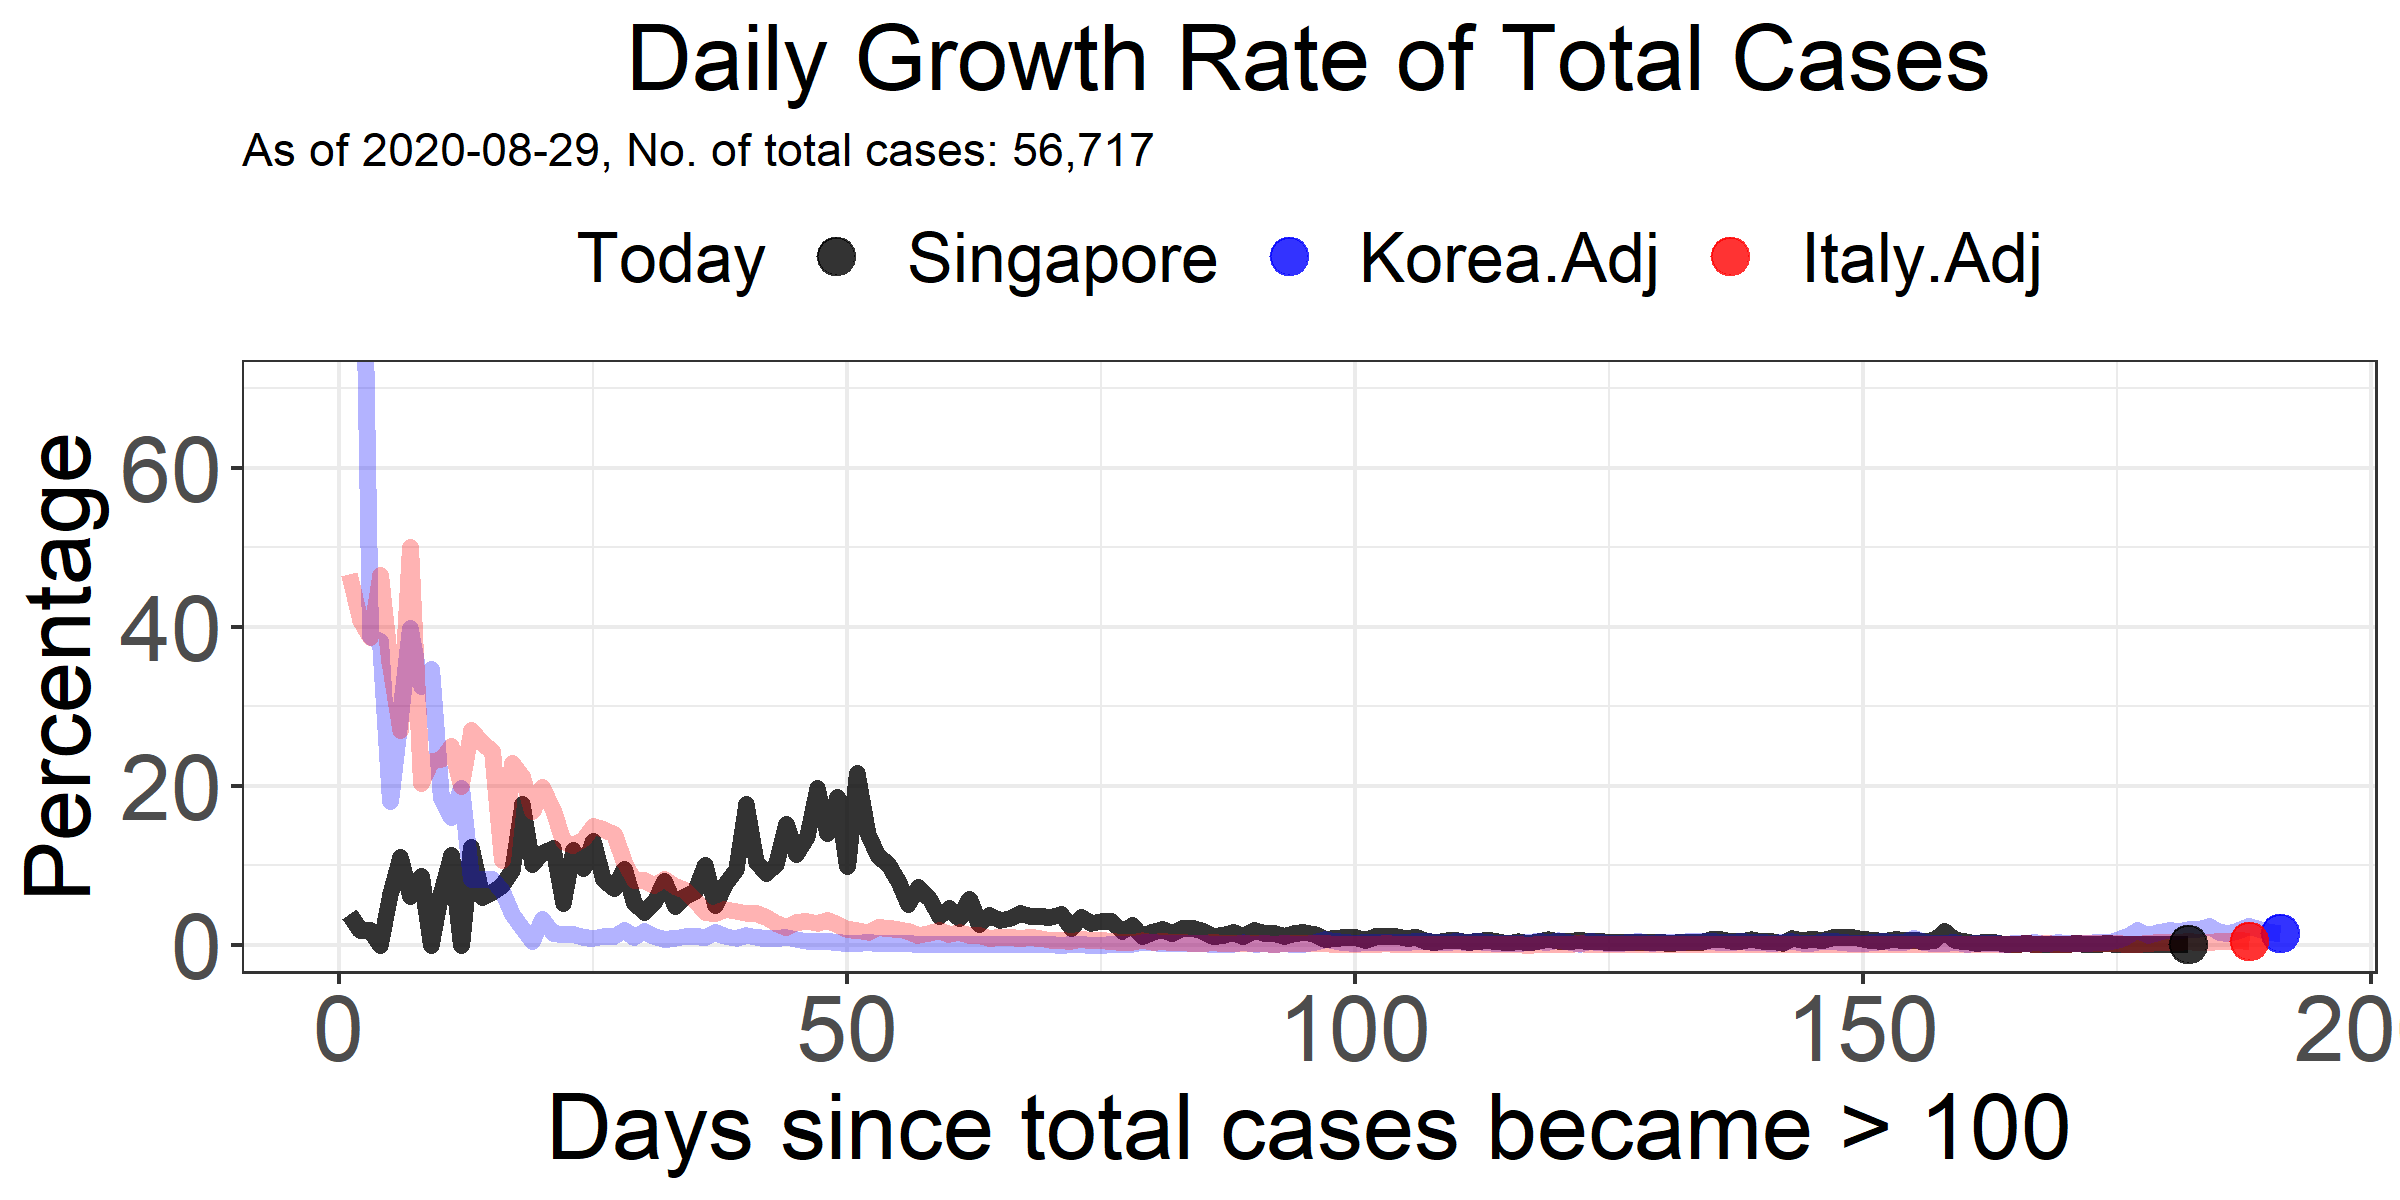 Daily Growth Rate of Total Cases
As of 2020-08-29, No. of total cases: 56,717
Today Singapore Korea.Adj Italy.Adj
Percentage
60
40
20
0
0 50 100 150 20
Days since total cases became > 100